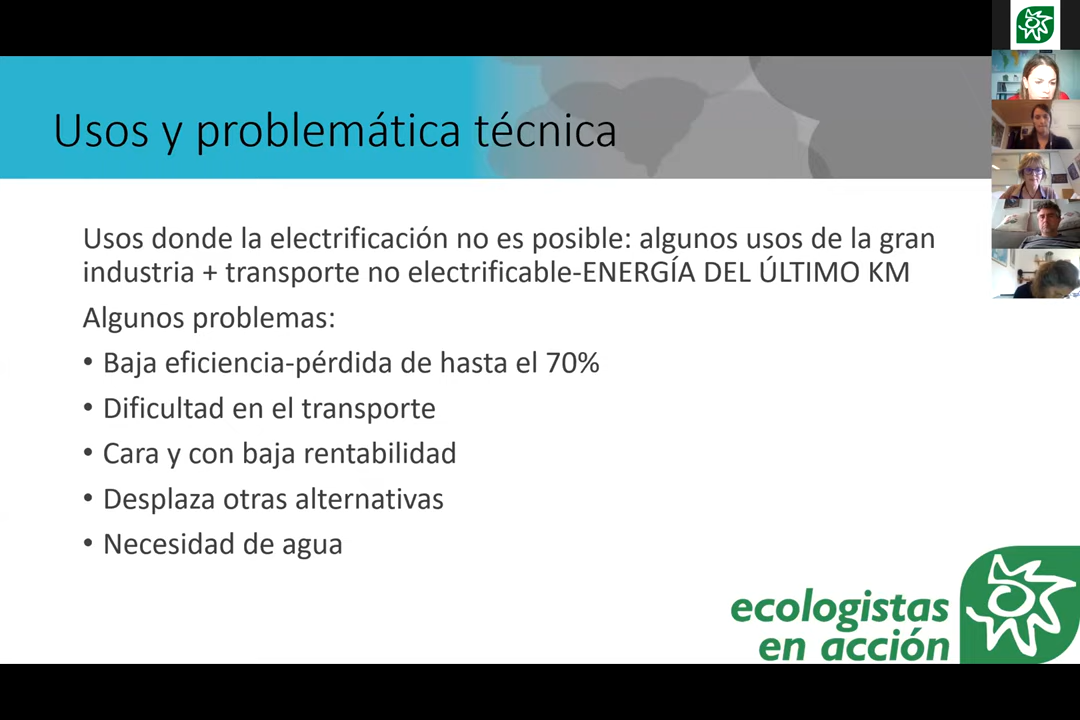 Usos y problemática técnica
Usos donde la electrificación no es posible: algunos usos de la gran
industria + transporte no electrificable-ENERGÍA DEL ÚLTIMO KM
Algunos problemas:
• Baja eficiencia-pérdida de hasta el 70%
• Dificultad en el transporte
• Cara y con baja rentabilidad
• Desplaza otras alternativas
• Necesidad de agua
ecologistas
en acción